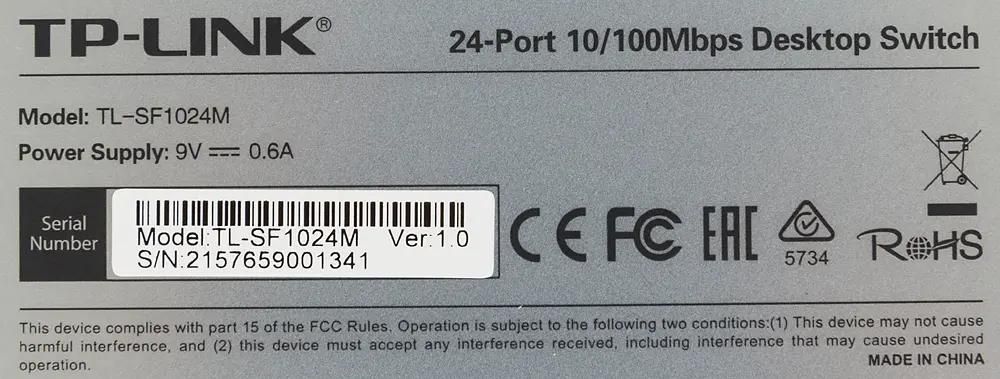 TP-LINK®
24-Port 10/100Mbps Desktop Switch
Model: TL-SF1024M
Power Supply: 9V ⎓ 0.6A
Serial Number
Model:TL-SF1024M Ver:1.0
S/N:2157659001341
CE FC EAC 5734 RoHS
This device complies with part 15 of the FCC Rules. Operation is subject to the following two conditions:(1) This device may not cause
harmful interference, and (2) this device must accept any interference received, including interference that may cause undesired
operation.
MADE IN CHINA